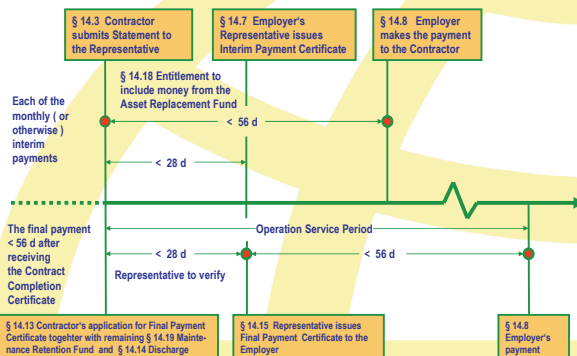 § 14.3 Contractor
submits Statement to
the Representative
§ 14.7 Employer's
Representative issues
Interim Payment Certificate
§ 14.8 Employer
makes the payment
to the Contractor
§ 14.18 Entitlement to
include money from the
Asset Replacement Fund
Each of the
monthly ( or
otherwise )
interim
payments
< 56 d
< 28 d
The final payment
< 56 d after
receiving
the Contract
Completion
Certificate
Operation Service Period
< 28 d
< 56 d
Representative to verify
§ 14.13 Contractor's application for Final Payment
Certificate togehter with remaining § 14.19 Mainte-
nance Retention Fund and § 14.14 Discharge
§ 14.15 Representative issues
Final Payment Certificate to the
Employer
§ 14.8
Employer's
payment